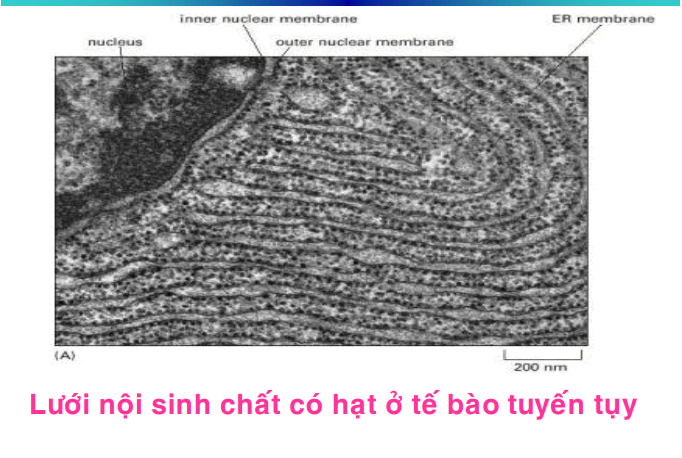 inner nuclear membrane
ER membrane
nucleus
outer nuclear membrane
(A)
200 nm
Lưới nội sinh chất có hạt ở tế bào tuyến tụy